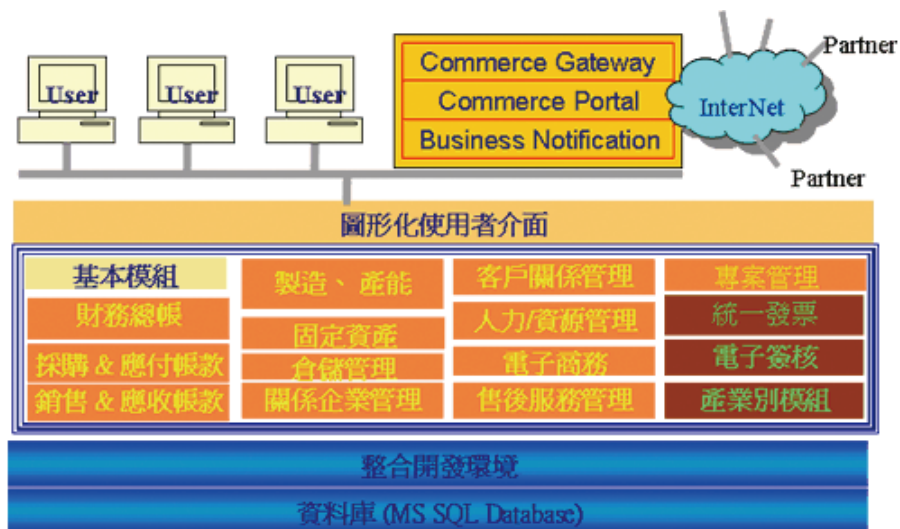 User
User
User
Commerce Gateway
Commerce Portal
Business Notification
InterNet
Partner
Partner
圖形化使用者介面
基本模組
財務總帳
採購 & 應付帳款
銷售 & 應收帳款
製造、產能
固定資產
倉儲管理
關係企業管理
客戶關係管理
人力/資源管理
電子商務
售後服務管理
專案管理
統一發票
電子簽核
產業別模組
整合開發環境
資料庫 (MS SQL Database)